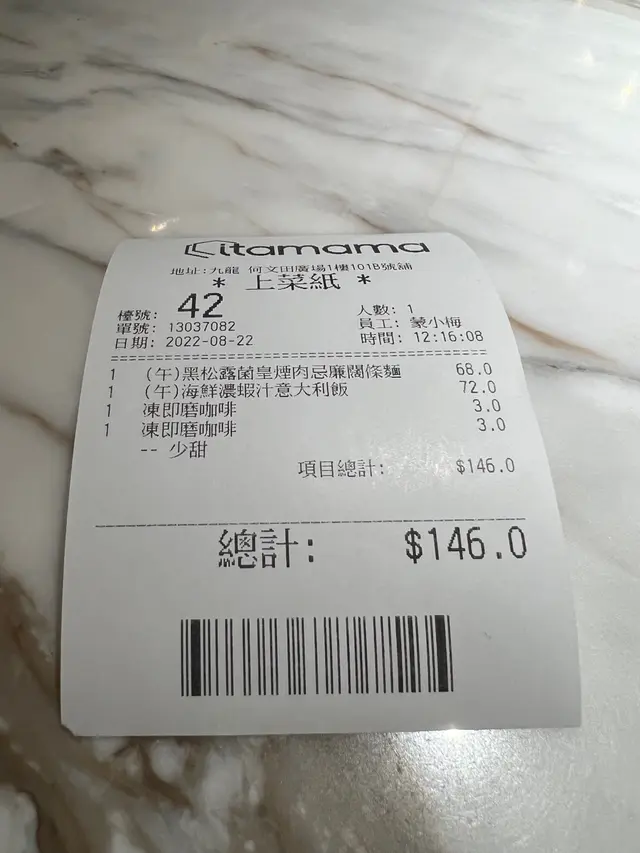 itamama
地址:九龍 何文田廣場1樓101B號舖
* 上菜紙 *
檯號: 42 人數: 1
單號: 13037082 員工: 蒙小梅
日期: 2022-08-22 時間: 12:16:08
1 (午)黑松露菌皇煙肉忌廉闊條麵 68.0
1 (午)海鮮濃蝦汁意大利飯 72.0
1 凍即磨咖啡 3.0
1 凍即磨咖啡 3.0
-- 少甜
項目總計: $146.0
總計: $146.0